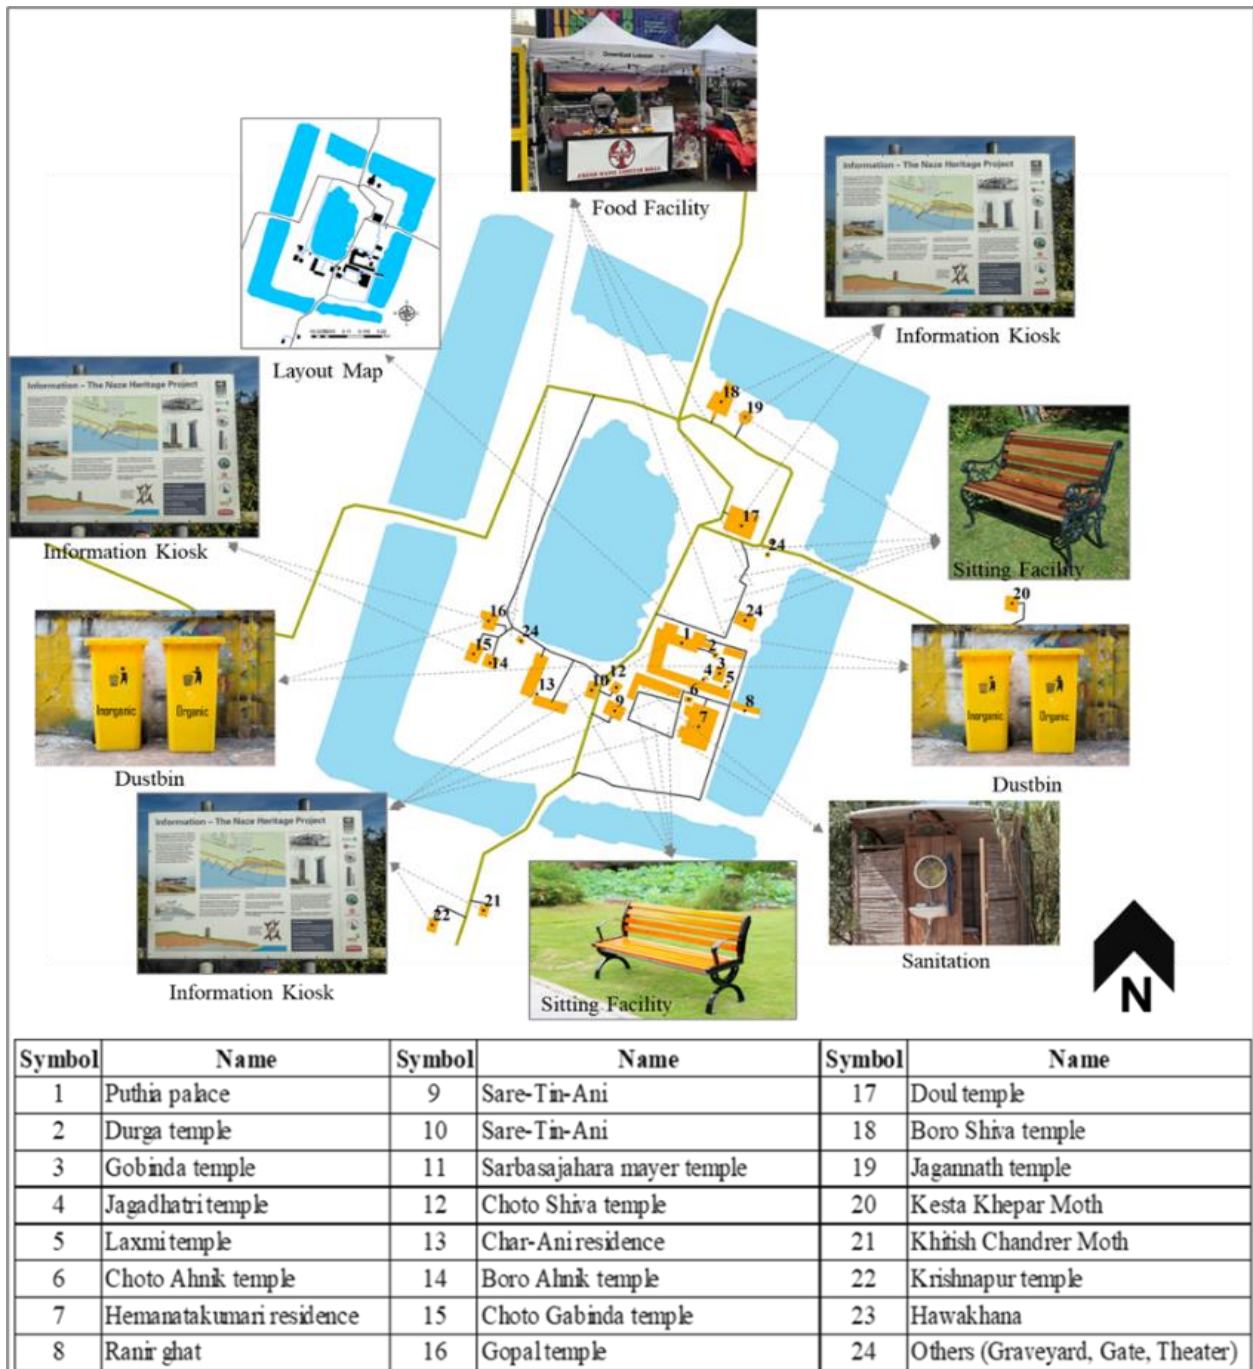 Food Facility
FRESH MAINE LOBSTER ROLLS
Information – The Naze Heritage Project
Information Kiosk
Layout Map
Information – The Naze Heritage Project
Information Kiosk
Sitting Facility
Inorganic
Organic
Dustbin
Inorganic
Organic
Dustbin
Information – The Naze Heritage Project
Information Kiosk
Sitting Facility
Sanitation
N
18
19
17
24
20
16
15
14
24
13
10
12
9
1
2
3
4
5
6
7
8
24
21
22
Symbol Name Symbol Name Symbol Name
1 Puthia palace 9 Sare-Tin-Ani 17 Doul temple
2 Durga temple 10 Sare-Tin-Ani 18 Boro Shiva temple
3 Gobinda temple 11 Sarbasajahara mayer temple 19 Jagannath temple
4 Jagadhatri temple 12 Choto Shiva temple 20 Kesta Khepar Moth
5 Laxmi temple 13 Char-Ani residence 21 Khitish Chandrer Moth
6 Choto Ahnik temple 14 Boro Ahnik temple 22 Krishnapur temple
7 Hemanatakumari residence 15 Choto Gabinda temple 23 Hawakhana
8 Ranir ghat 16 Gopal temple 24 Others (Graveyard, Gate, Theater)